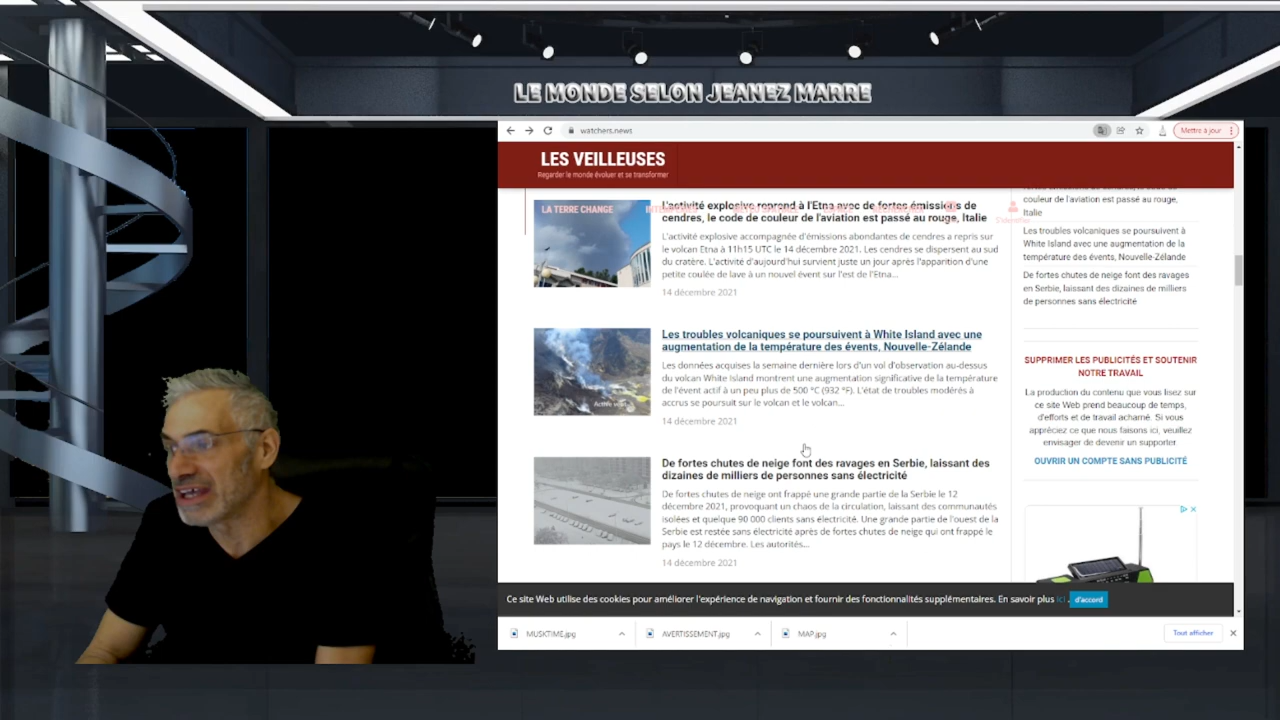 LE MONDE SELON JEANEZ MARRE
watchers.news
Mettre à jour
LES VEILLEUSES
Regarder le monde évoluer et se transformer
LA TERRE CHANGE
L'activité explosive reprend à l'Etna avec de fortes émissions de
cendres, le code de couleur de l'aviation est passé au rouge, Italie
L'activité explosive accompagnée d'émissions abondantes de cendres a repris sur
le volcan Etna à 11h15 UTC le 14 décembre 2021. Les cendres se dispersent au sud
du cratère. L'activité d'aujourd'hui survient juste un jour après l'apparition d'une
petite coulée de lave à un nouvel évent sur l'est de l'Etna...
14 décembre 2021
Les troubles volcaniques se poursuivent à White Island avec une
augmentation de la température des évents, Nouvelle-Zélande
Les données acquises la semaine dernière lors d'un vol d'observation au-dessus
du volcan White Island montrent une augmentation significative de la température
de l'évent actif à un peu plus de 500 °C (932 °F). L'état de troubles modérés à
accrus se poursuit sur le volcan et le volcan...
14 décembre 2021
De fortes chutes de neige font des ravages en Serbie, laissant des
dizaines de milliers de personnes sans électricité
De fortes chutes de neige ont frappé une grande partie de la Serbie le 12
décembre 2021, provoquant un chaos de la circulation, laissant des communautés
isolées et quelque 90 000 clients sans électricité. Une grande partie de l'ouest de la
Serbie est restée sans électricité après de fortes chutes de neige qui ont frappé le
pays le 12 décembre. Les autorités...
14 décembre 2021
couleur de l'aviation est passé au rouge,
Italie
Les troubles volcaniques se poursuivent à
White Island avec une augmentation de la
température des évents, Nouvelle-Zélande
De fortes chutes de neige font des ravages
en Serbie, laissant des dizaines de milliers
de personnes sans électricité
SUPPRIMER LES PUBLICITÉS ET SOUTENIR
NOTRE TRAVAIL
La production du contenu que vous lisez sur
ce site Web prend beaucoup de temps,
d'efforts et de travail acharné. Si vous
appréciez ce que nous faisons ici, veuillez
envisager de devenir un supporter.
OUVRIR UN COMPTE SANS PUBLICITÉ
Ce site Web utilise des cookies pour améliorer l'expérience de navigation et fournir des fonctionnalités supplémentaires. En savoir plus ici . d'accord
MUSKTIME.jpg
AVERTISSEMENT.jpg
MAP.jpg
Tout afficher